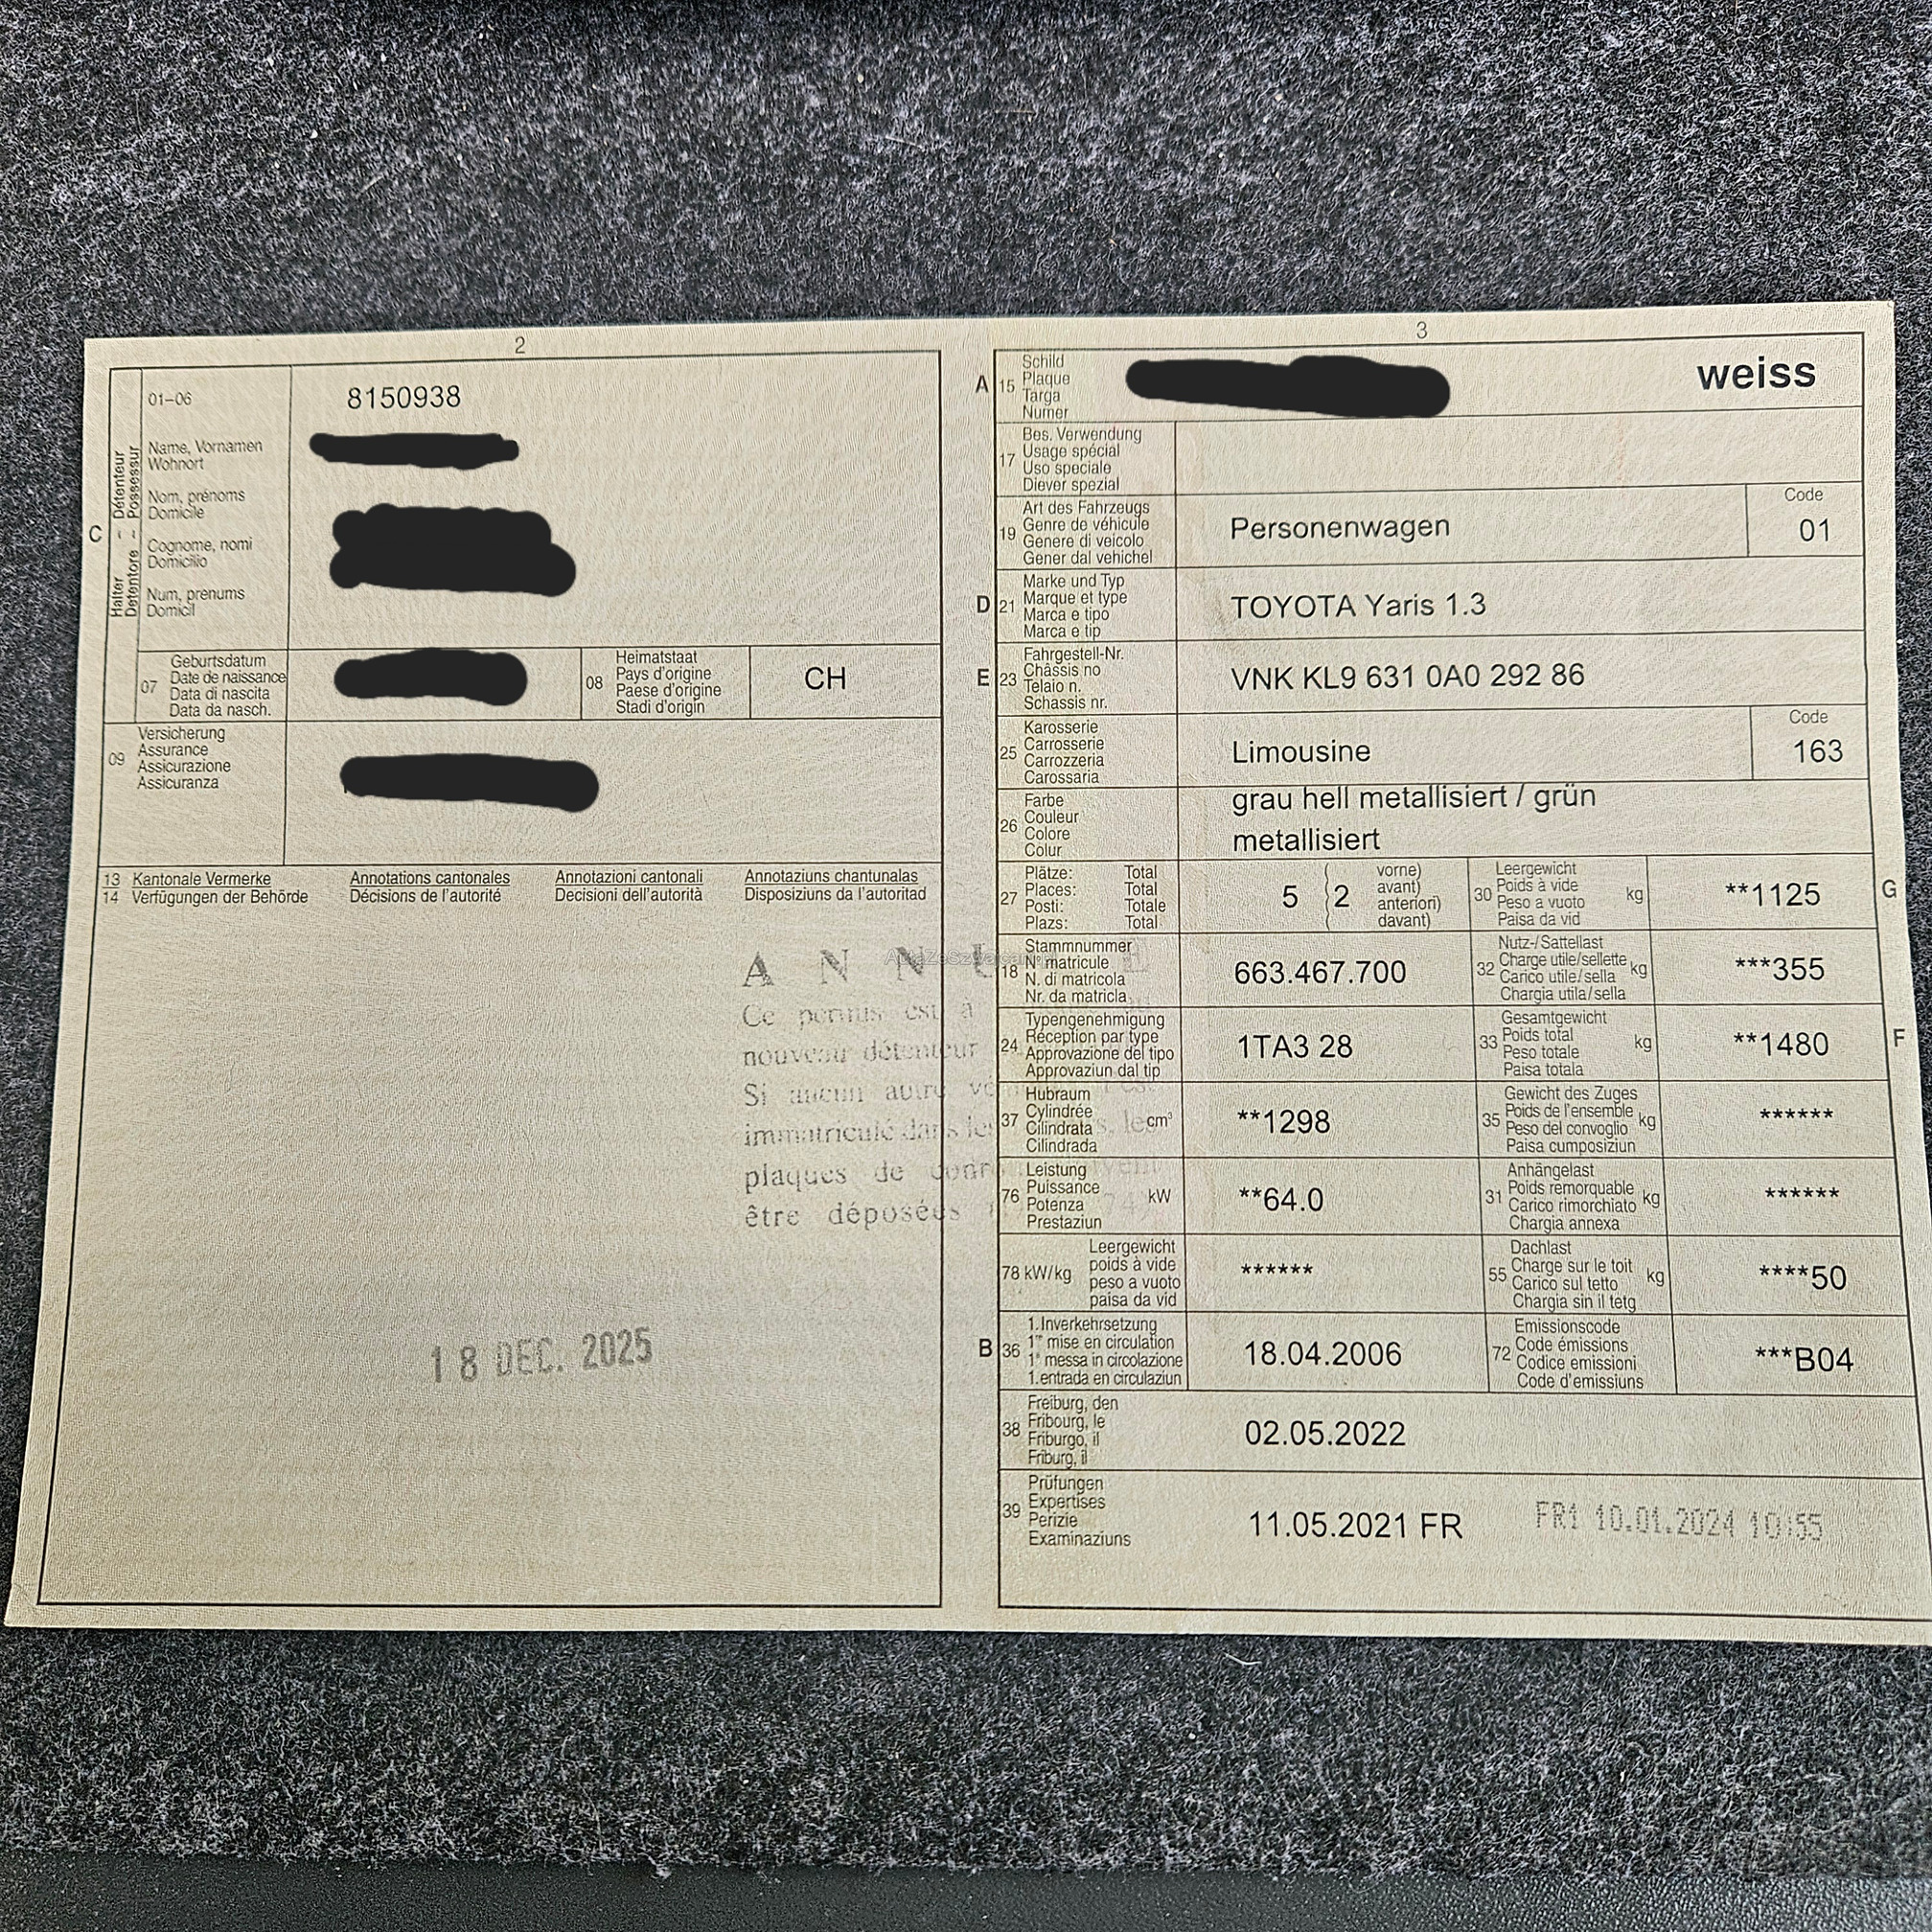 2
01–06
8150938
Halter – Détenteur
Detentore – Possessur
C
Name, Vornamen
Wohnort
Nom, prénoms
Domicile
Cognome, nomi
Domicilio
Num, prenums
Domicil
07
Geburtsdatum
Date de naissance
Data di nascita
Data da nasch.
08
Heimatstaat
Pays d'origine
Paese d'origine
Stadi d'origin
CH
09
Versicherung
Assurance
Assicurazione
Assicuranza
13 Kantonale Vermerke Annotations cantonales Annotazioni cantonali Annotaziuns chantunalas
14 Verfügungen der Behörde Décisions de l'autorité Decisioni dell'autorità Disposiziuns da l'autoritad
A N N U L E
Ce permis est à
nouveau détenteur
Si aucun autre
immatriculé dans les
plaques de
être déposées
18 DEC. 2025
3
A
15
Schild
Plaque
Targa
Numer
weiss
17
Bes. Verwendung
Usage spécial
Uso speciale
Diever spezial
19
Art des Fahrzeugs
Genre de véhicule
Genere di veicolo
Gener dal vehichel
Personenwagen
Code
01
D
21
Marke und Typ
Marque et type
Marca e tipo
Marca e tip
TOYOTA Yaris 1.3
E
23
Fahrgestell-Nr.
Châssis no
Telaio n.
Schassis nr.
VNK KL9 631 0A0 292 86
25
Karosserie
Carrosserie
Carrozzeria
Carossaria
Limousine
Code
163
26
Farbe
Couleur
Colore
Colur
grau hell metallisiert / grün
metallisiert
27
Plätze: Total
Places: Total
Posti: Totale
Plazs: Total
5 ( 2
vorne)
avant)
anteriori)
davant)
30
Leergewicht
Poids à vide
Peso a vuoto
Paisa da vid
kg
**1125
G
18
Stammnummer
N° matricule
N. di matricola
Nr. da matricla
663.467.700
32
Nutz-/Sattellast
Charge utile/sellette
Carico utile/sella
Chargia utila/sella
kg
***355
24
Typengenehmigung
Réception par type
Approvazione del tipo
Approvaziun dal tip
1TA3 28
33
Gesamtgewicht
Poids total
Peso totale
Paisa totala
kg
**1480
F
37
Hubraum
Cylindrée
Cilindrata
Cilindrada
cm³
**1298
35
Gewicht des Zuges
Poids de l'ensemble
Peso del convoglio
Paisa cumposiziun
kg
******
76
Leistung
Puissance
Potenza
Prestaziun
kW
**64.0
31
Anhängelast
Poids remorquable
Carico rimorchiato
Chargia annexa
kg
******
78 kW/kg
Leergewicht
poids à vide
peso a vuoto
paisa da vid
******
55
Dachlast
Charge sur le toit
Carico sul tetto
Chargia sin il tetg
kg
****50
B
36
1. Inverkehrsetzung
1re mise en circulation
1a messa in circolazione
1. entrada en circulaziun
18.04.2006
72
Emissionscode
Code émissions
Codice emissioni
Code d'emissiuns
***B04
38
Freiburg, den
Fribourg, le
Friburgo, il
Friburg, il
02.05.2022
39
Prüfungen
Expertises
Perizie
Examinaziuns
11.05.2021 FR
FR1 10.01.2024 10:55